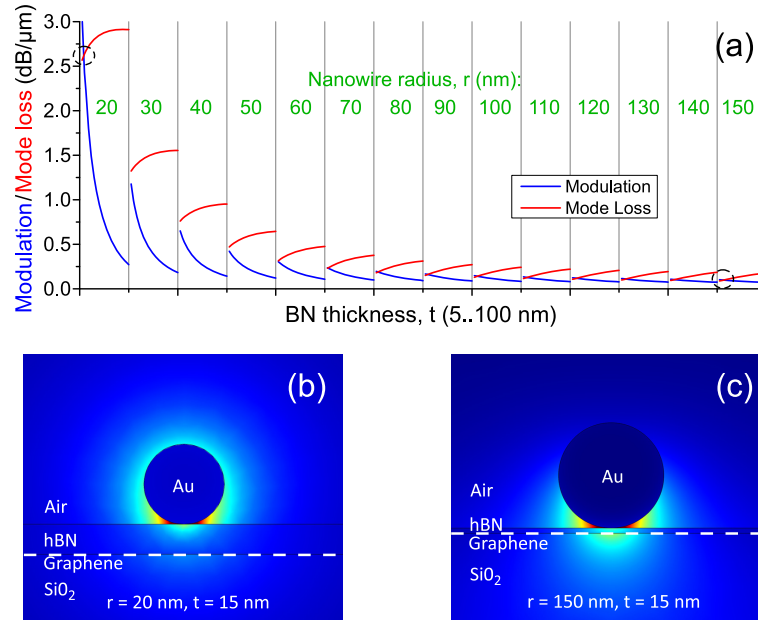 (a)
Modulation/Mode loss (dB/μm)
3.0
2.5
2.0
1.5
1.0
0.5
0.0
Nanowire radius, r (nm):
20 30 40 50 60 70 80 90 100 110 120 130 140 150
Modulation
Mode Loss
BN thickness, t (5..100 nm)
(b)
Au
Air
hBN
Graphene
SiO₂
r = 20 nm, t = 15 nm
(c)
Au
Air
hBN
Graphene
SiO₂
r = 150 nm, t = 15 nm